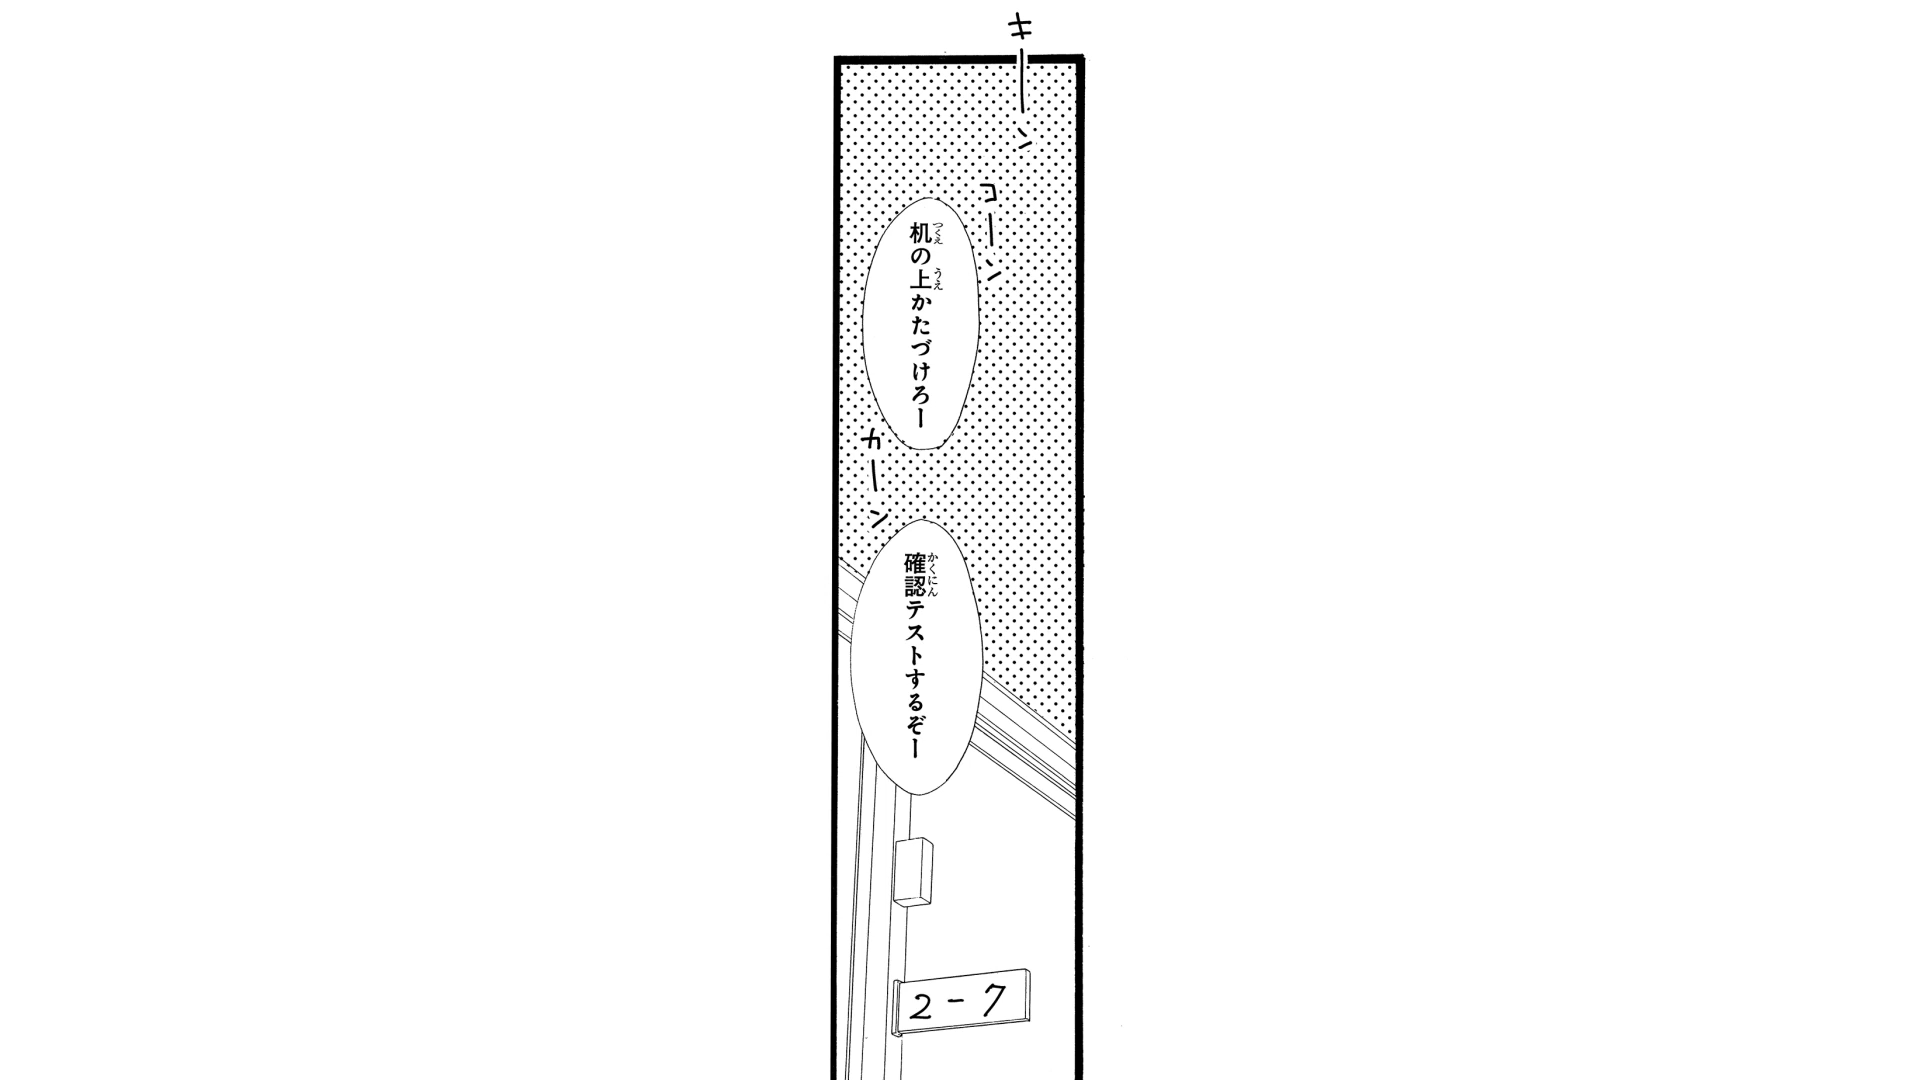 キーン
コーン
机の上かたづけろー
カーン
確認テストするぞー
2-7